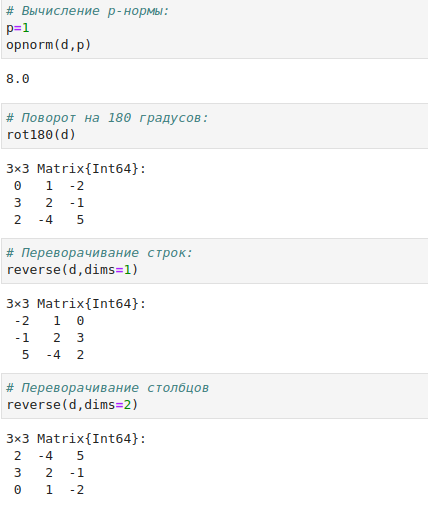 # Вычисление p-нормы:
p=1
opnorm(d,p)
8.0
# Поворот на 180 градусов:
rot180(d)
3×3 Matrix{Int64}:
 0   1  -2
 3   2  -1
 2  -4   5
# Переворачивание строк:
reverse(d,dims=1)
3×3 Matrix{Int64}:
 -2   1  0
 -1   2  3
  5  -4  2
# Переворачивание столбцов
reverse(d,dims=2)
3×3 Matrix{Int64}:
 2  -4   5
 3   2  -1
 0   1  -2